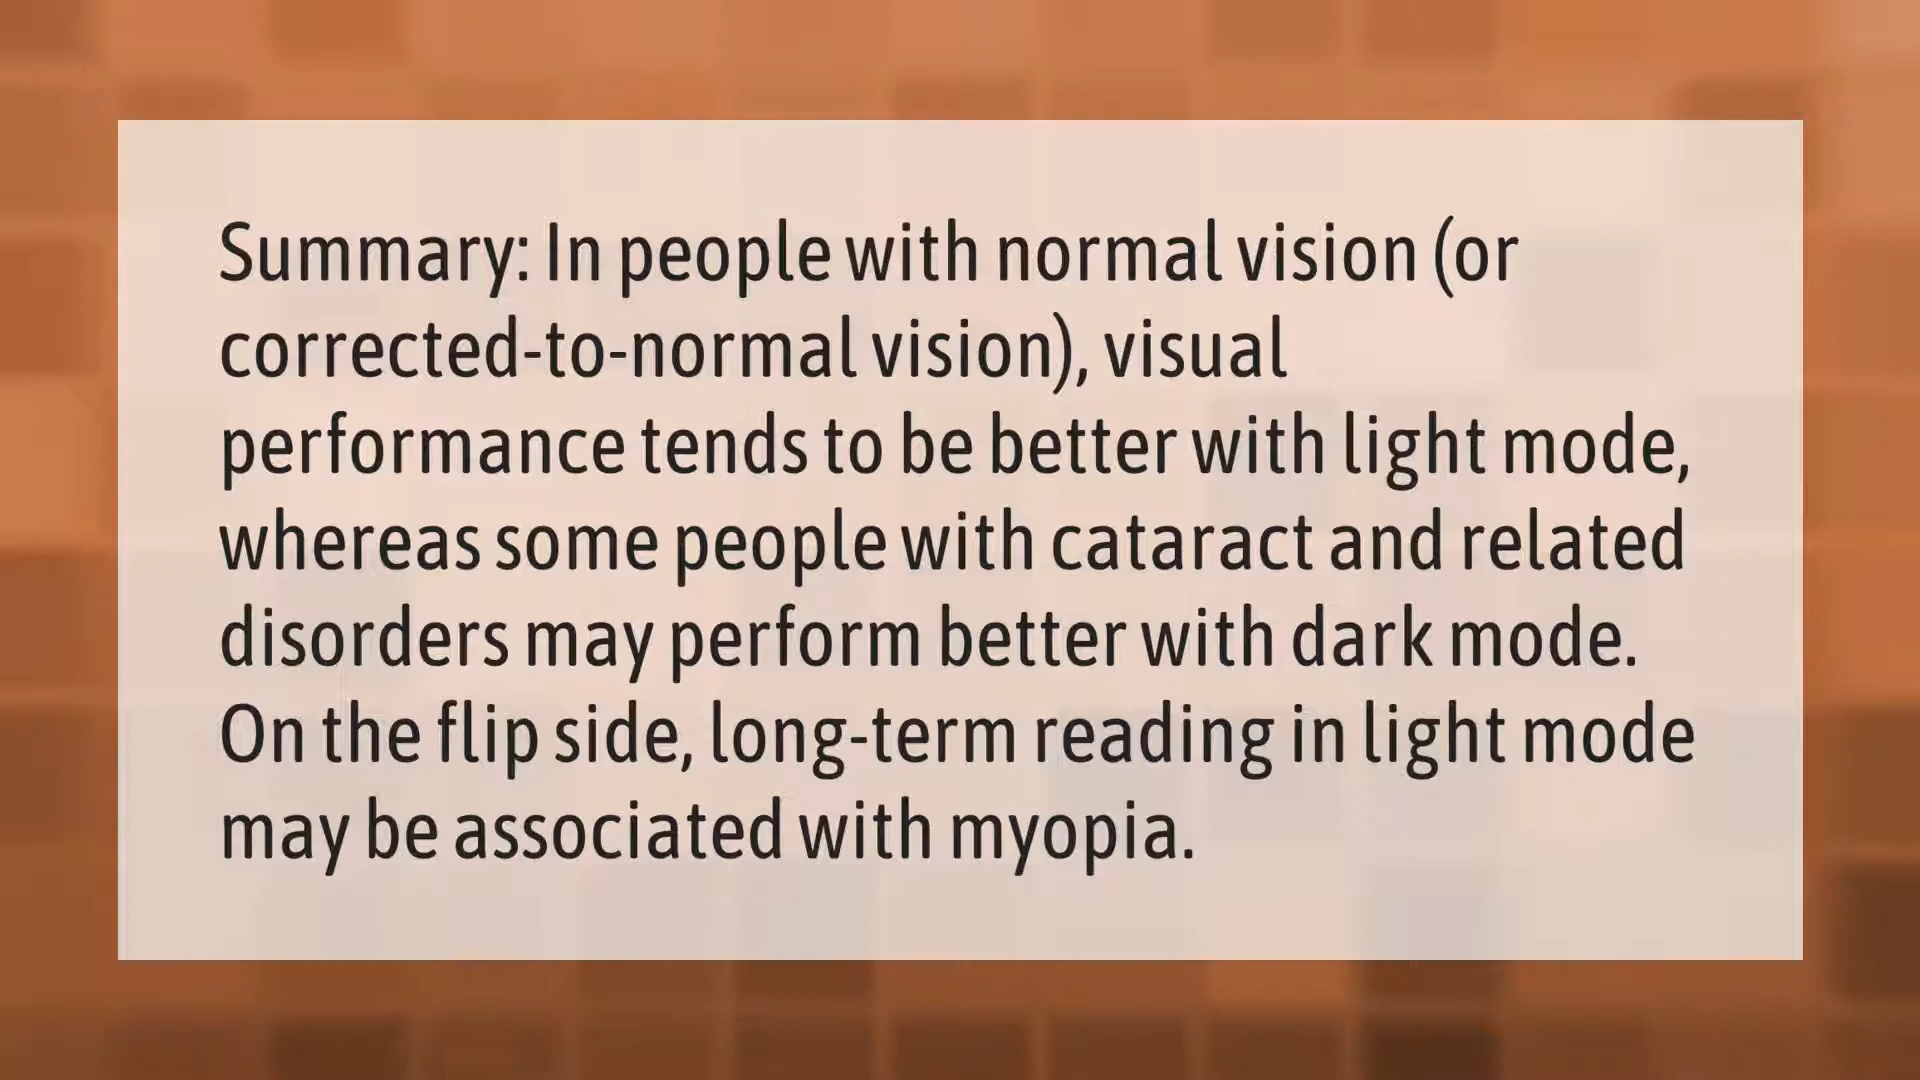 Summary: In people with normal vision (or
corrected-to-normal vision), visual
performance tends to be better with light mode,
whereas some people with cataract and related
disorders may perform better with dark mode.
On the flip side, long-term reading in light mode
may be associated with myopia.